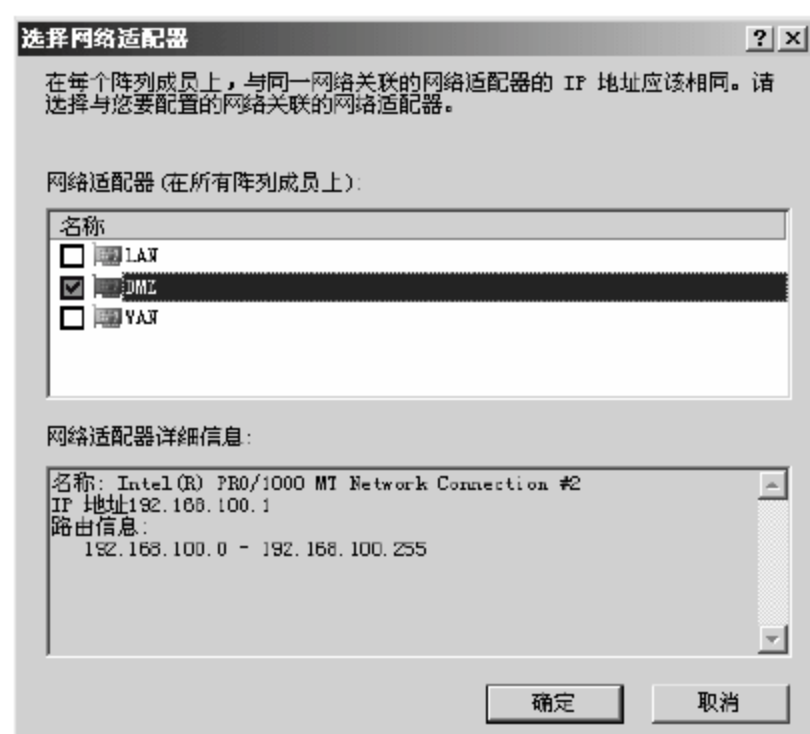 选择网络适配器
在每个阵列成员上，与同一网络关联的网络适配器的 IP 地址应该相同。请
选择与您要配置的网络关联的网络适配器。
网络适配器(在所有阵列成员上):
名称
LAN
DMZ
WAN
网络适配器详细信息:
名称: Intel(R) PRO/1000 MT Network Connection #2
IP 地址192.168.100.1
路由信息:
192.168.100.0 - 192.168.100.255
确定 取消